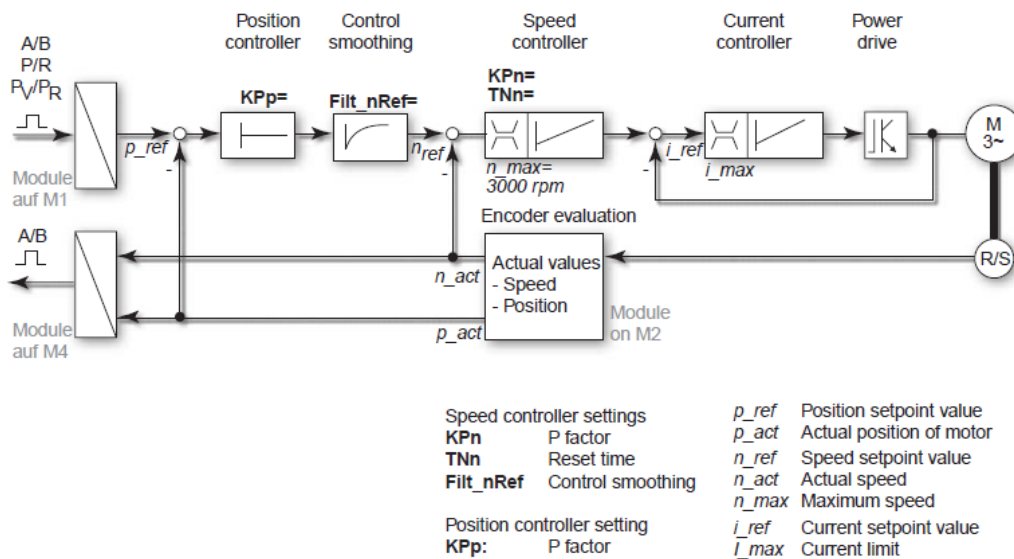 Position
controller
Control
smoothing
Speed
controller
Current
controller
Power
drive
A/B
P/R
PV/PR
KPp=
Filt_nRef=
KPn=
TNn=
p_ref
-
nref
-
n_max=
3000 rpm
i_ref
-
i_max
M
3~
Module
auf M1
A/B
Module
auf M4
Encoder evaluation
Actual values
- Speed
- Position
n_act
p_act
Module
on M2
R/S
Speed controller settings
KPn P factor
TNn Reset time
Filt_nRef Control smoothing
Position controller setting
KPp: P factor
p_ref Position setpoint value
p_act Actual position of motor
n_ref Speed setpoint value
n_act Actual speed
n_max Maximum speed
i_ref Current setpoint value
I_max Current limit